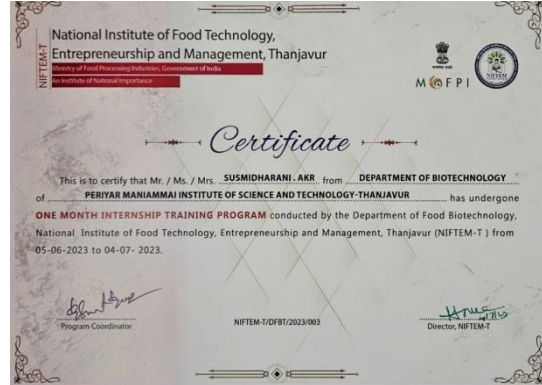 NIFTEM-T
National Institute of Food Technology,
Entrepreneurship and Management, Thanjavur
Ministry of Food Processing Industries, Government of India
An Institute of National Importance
MOFPI
NIFTEM
Certificate
This is to certify that Mr. / Ms. / Mrs. SUSMIDHARANI . AKR from DEPARTMENT OF BIOTECHNOLOGY
of PERIYAR MANIAMMAI INSTITUTE OF SCIENCE AND TECHNOLOGY-THANJAVUR has undergone
ONE MONTH INTERNSHIP TRAINING PROGRAM conducted by the Department of Food Biotechnology,
National Institute of Food Technology, Entrepreneurship and Management, Thanjavur (NIFTEM-T ) from
05-06-2023 to 04-07- 2023.
Program Coordinator
NIFTEM-T/DFBT/2023/003
Director, NIFTEM-T